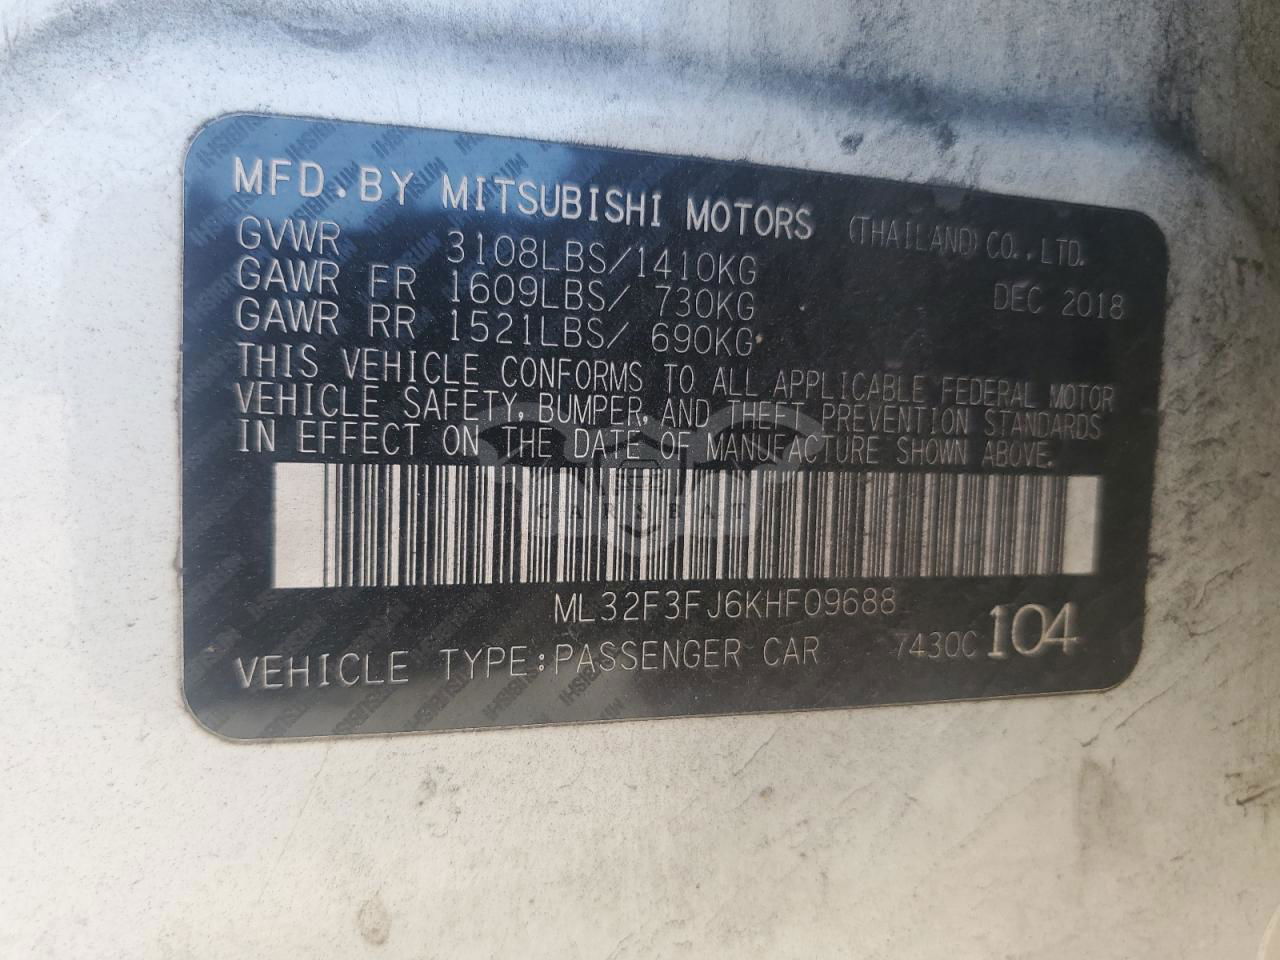 MFD.BY MITSUBISHI MOTORS (THAILAND) CO.,LTD.
GVWR 3108LBS/1410KG DEC 2018
GAWR FR 1609LBS/ 730KG
GAWR RR 1521LBS/ 690KG
THIS VEHICLE CONFORMS TO ALL APPLICABLE FEDERAL MOTOR
VEHICLE SAFETY, BUMPER, AND THEFT PREVENTION STANDARDS
IN EFFECT ON THE DATE OF MANUFACTURE SHOWN ABOVE.
CARSBAT
ML32F3FJ6KHF09688
VEHICLE TYPE:PASSENGER CAR 7430C 104